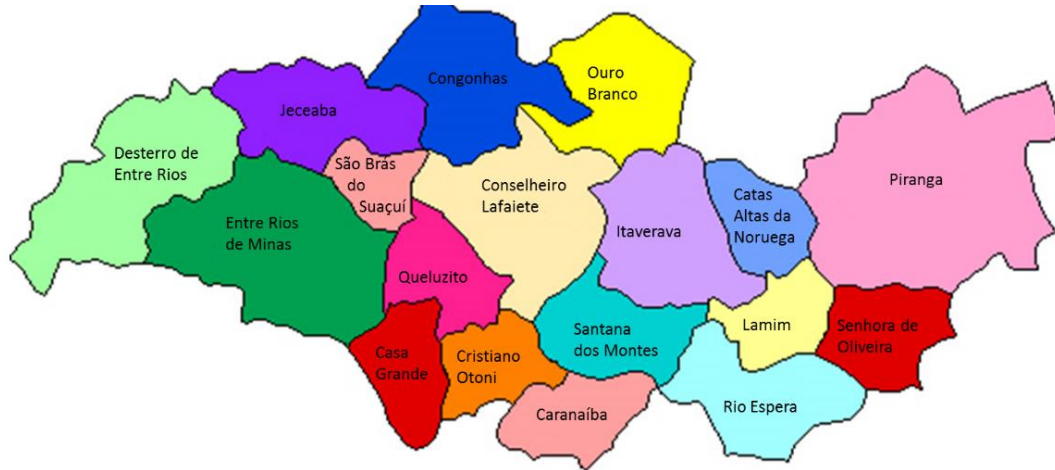 Congonhas
Ouro
Branco
Jeceaba
Desterro de
Entre Rios
São Brás
do
Suaçuí
Conselheiro
Lafaiete
Catas
Altas da
Noruega
Piranga
Entre Rios
de Minas
Itaverava
Queluzito
Santana
dos Montes
Lamim
Senhora de
Oliveira
Casa
Grande
Cristiano
Otoni
Caranaíba
Rio Espera